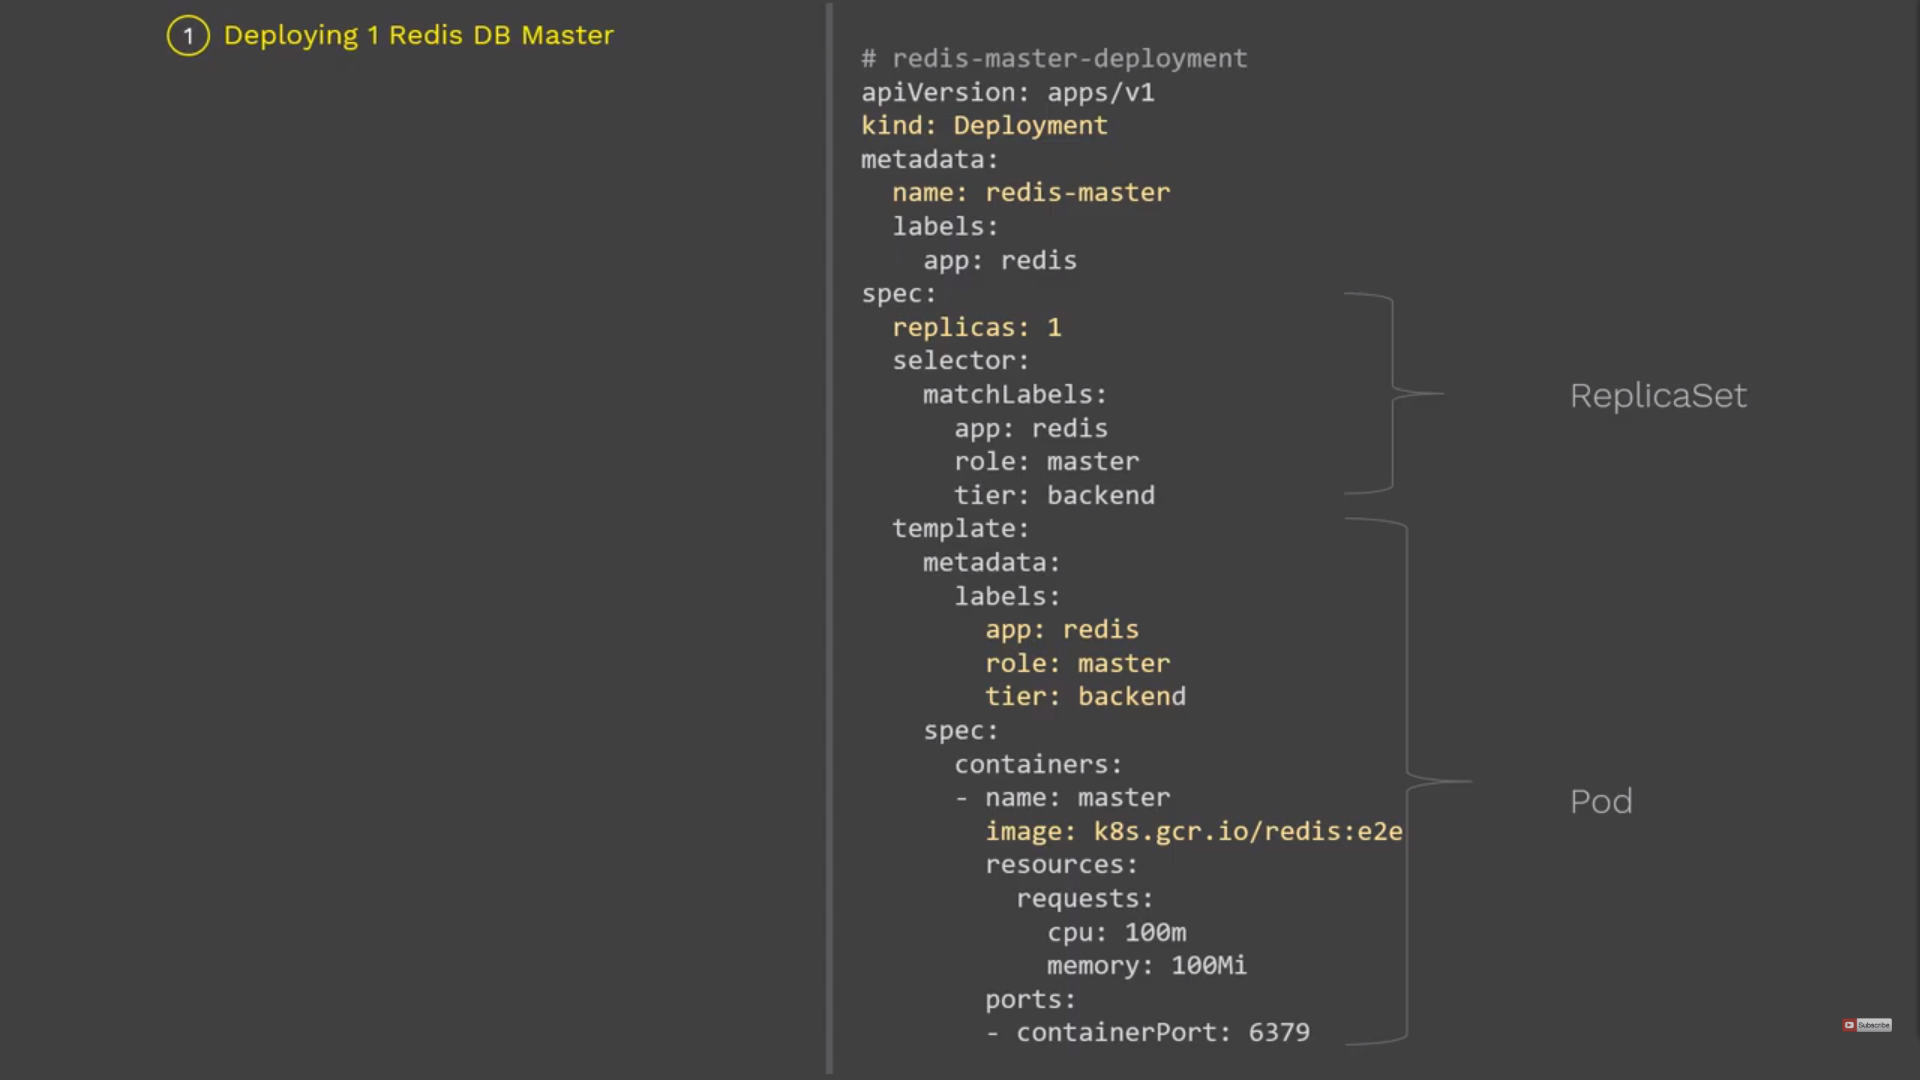 1 Deploying 1 Redis DB Master
# redis-master-deployment
apiVersion: apps/v1
kind: Deployment
metadata:
  name: redis-master
  labels:
    app: redis
spec:
  replicas: 1
  selector:
    matchLabels:
      app: redis
      role: master
      tier: backend
  template:
    metadata:
      labels:
        app: redis
        role: master
        tier: backend
    spec:
      containers:
      - name: master
        image: k8s.gcr.io/redis:e2e
        resources:
          requests:
            cpu: 100m
            memory: 100Mi
        ports:
        - containerPort: 6379
ReplicaSet
Pod
Subscribe